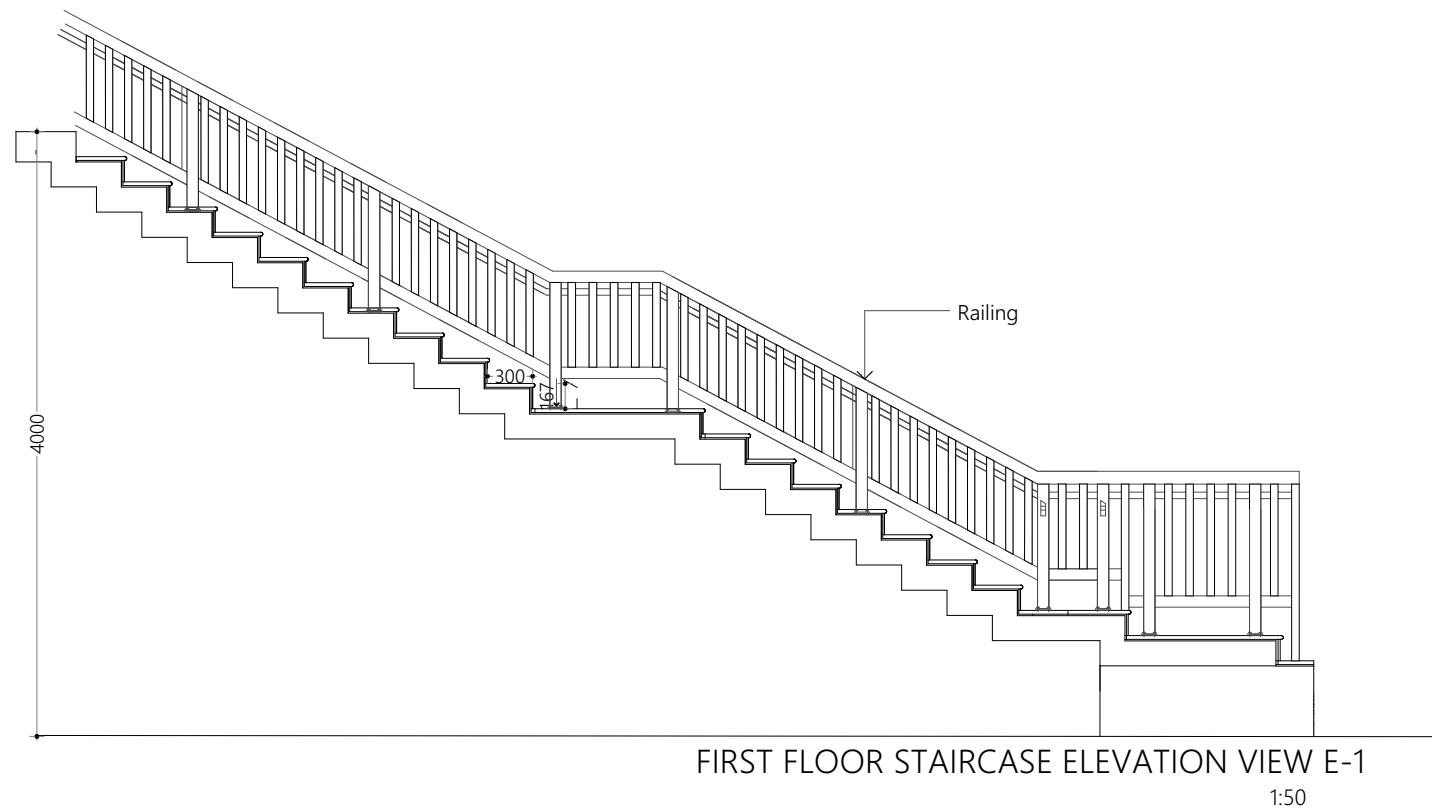 Railing
300
167
4000
FIRST FLOOR STAIRCASE ELEVATION VIEW E-1
1:50